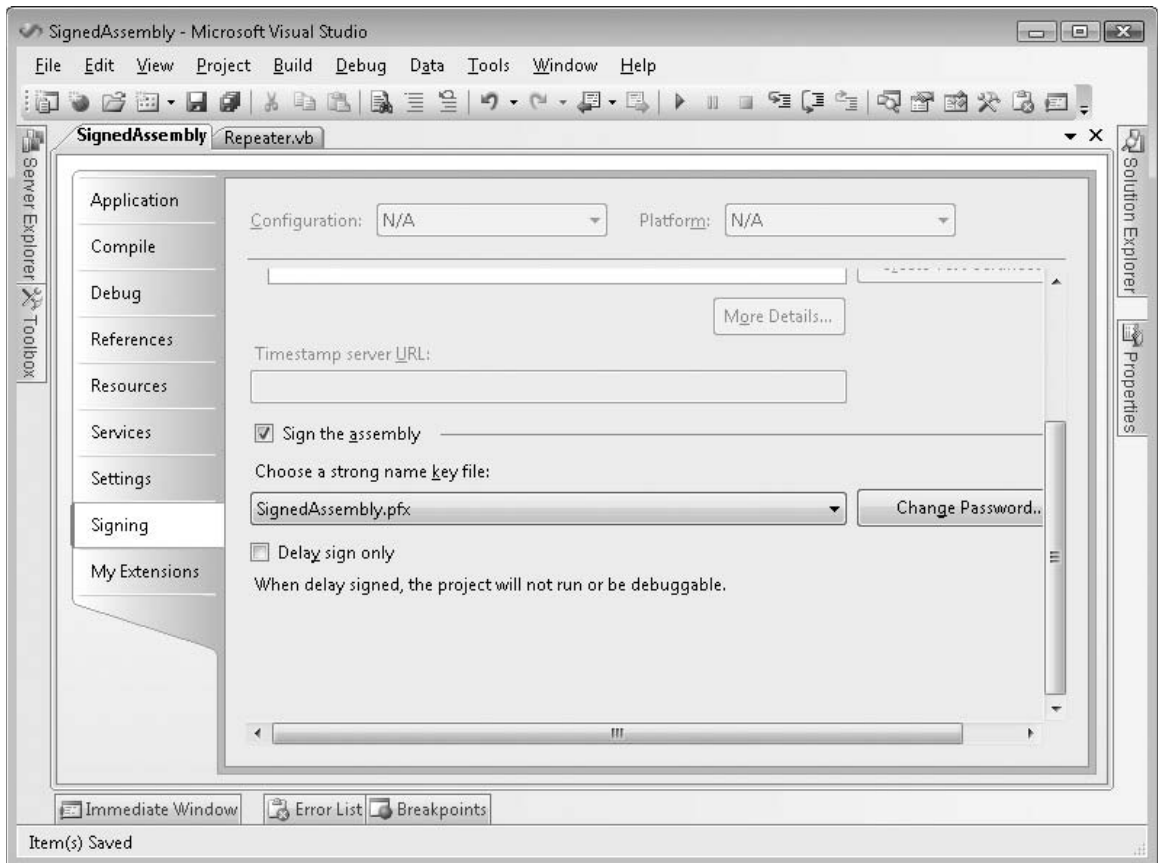 SignedAssembly - Microsoft Visual Studio
File Edit View Project Build Debug Data Tools Window Help
SignedAssembly Repeater.vb
Server Explorer
Toolbox
Solution Explorer
Properties
Application
Compile
Debug
References
Resources
Services
Settings
Signing
My Extensions
Configuration: N/A Platform: N/A
More Details...
Timestamp server URL:
Sign the assembly
Choose a strong name key file:
SignedAssembly.pfx Change Password..
Delay sign only
When delay signed, the project will not run or be debuggable.
Immediate Window Error List Breakpoints
Item(s) Saved